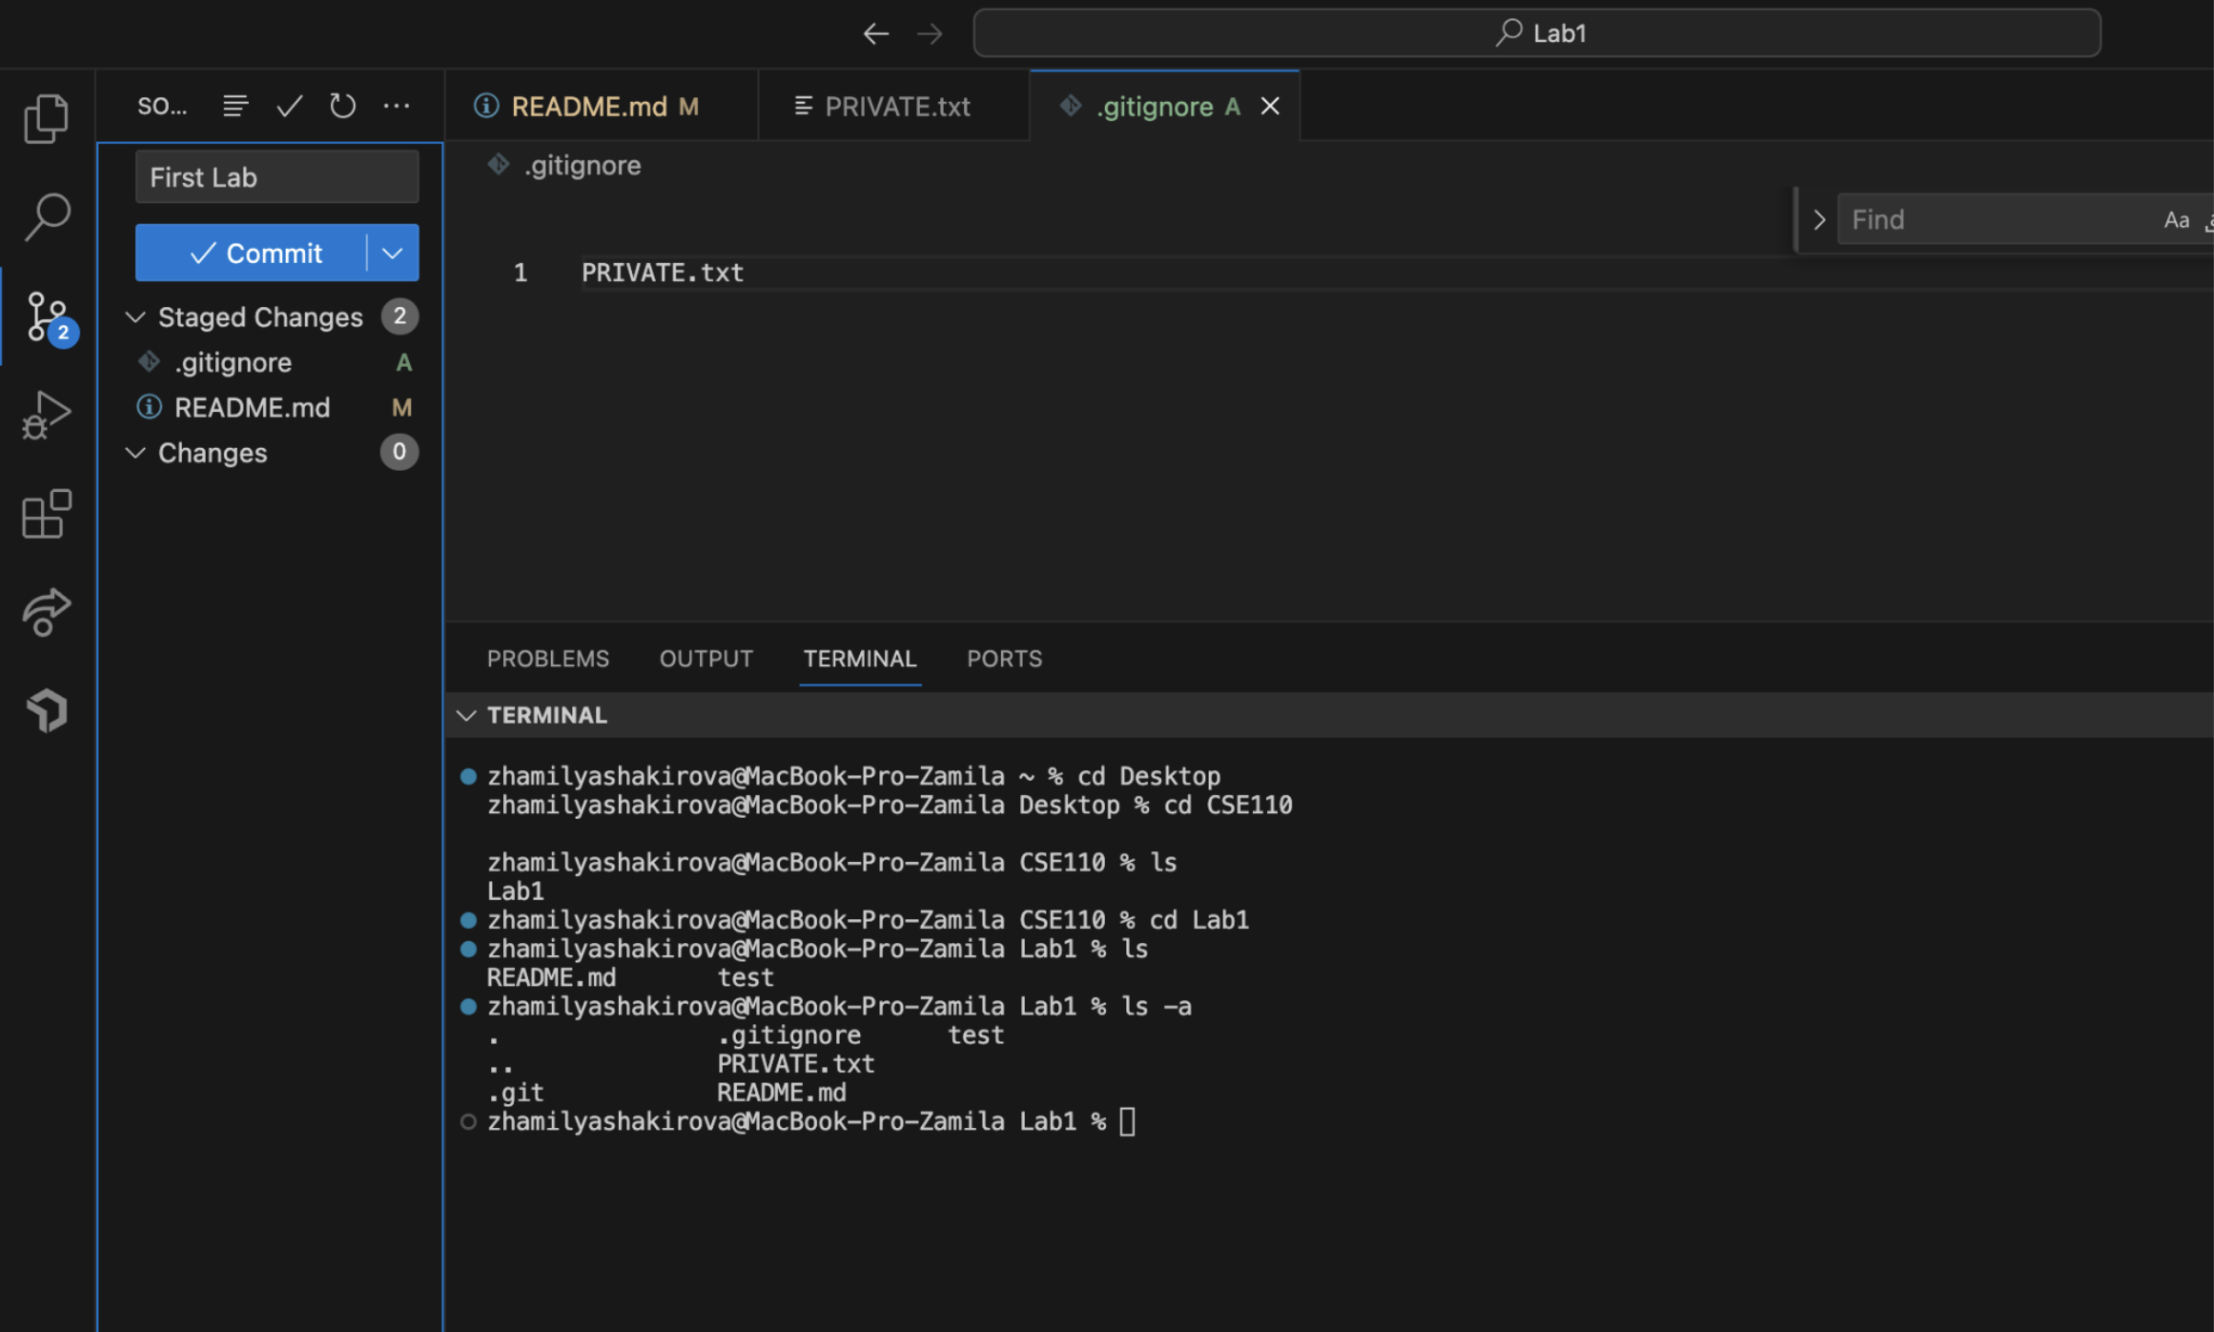 Lab1
SO...
README.md M
PRIVATE.txt
.gitignore A
First Lab
.gitignore
Find
Aa
Commit
1 PRIVATE.txt
Staged Changes 2
2
.gitignore A
README.md M
Changes 0
PROBLEMS OUTPUT TERMINAL PORTS
TERMINAL
zhamilyashakirova@MacBook-Pro-Zamila ~ % cd Desktop
zhamilyashakirova@MacBook-Pro-Zamila Desktop % cd CSE110
zhamilyashakirova@MacBook-Pro-Zamila CSE110 % ls
Lab1
zhamilyashakirova@MacBook-Pro-Zamila CSE110 % cd Lab1
zhamilyashakirova@MacBook-Pro-Zamila Lab1 % ls
README.md test
zhamilyashakirova@MacBook-Pro-Zamila Lab1 % ls -a
. .gitignore test
.. PRIVATE.txt
.git README.md
zhamilyashakirova@MacBook-Pro-Zamila Lab1 %